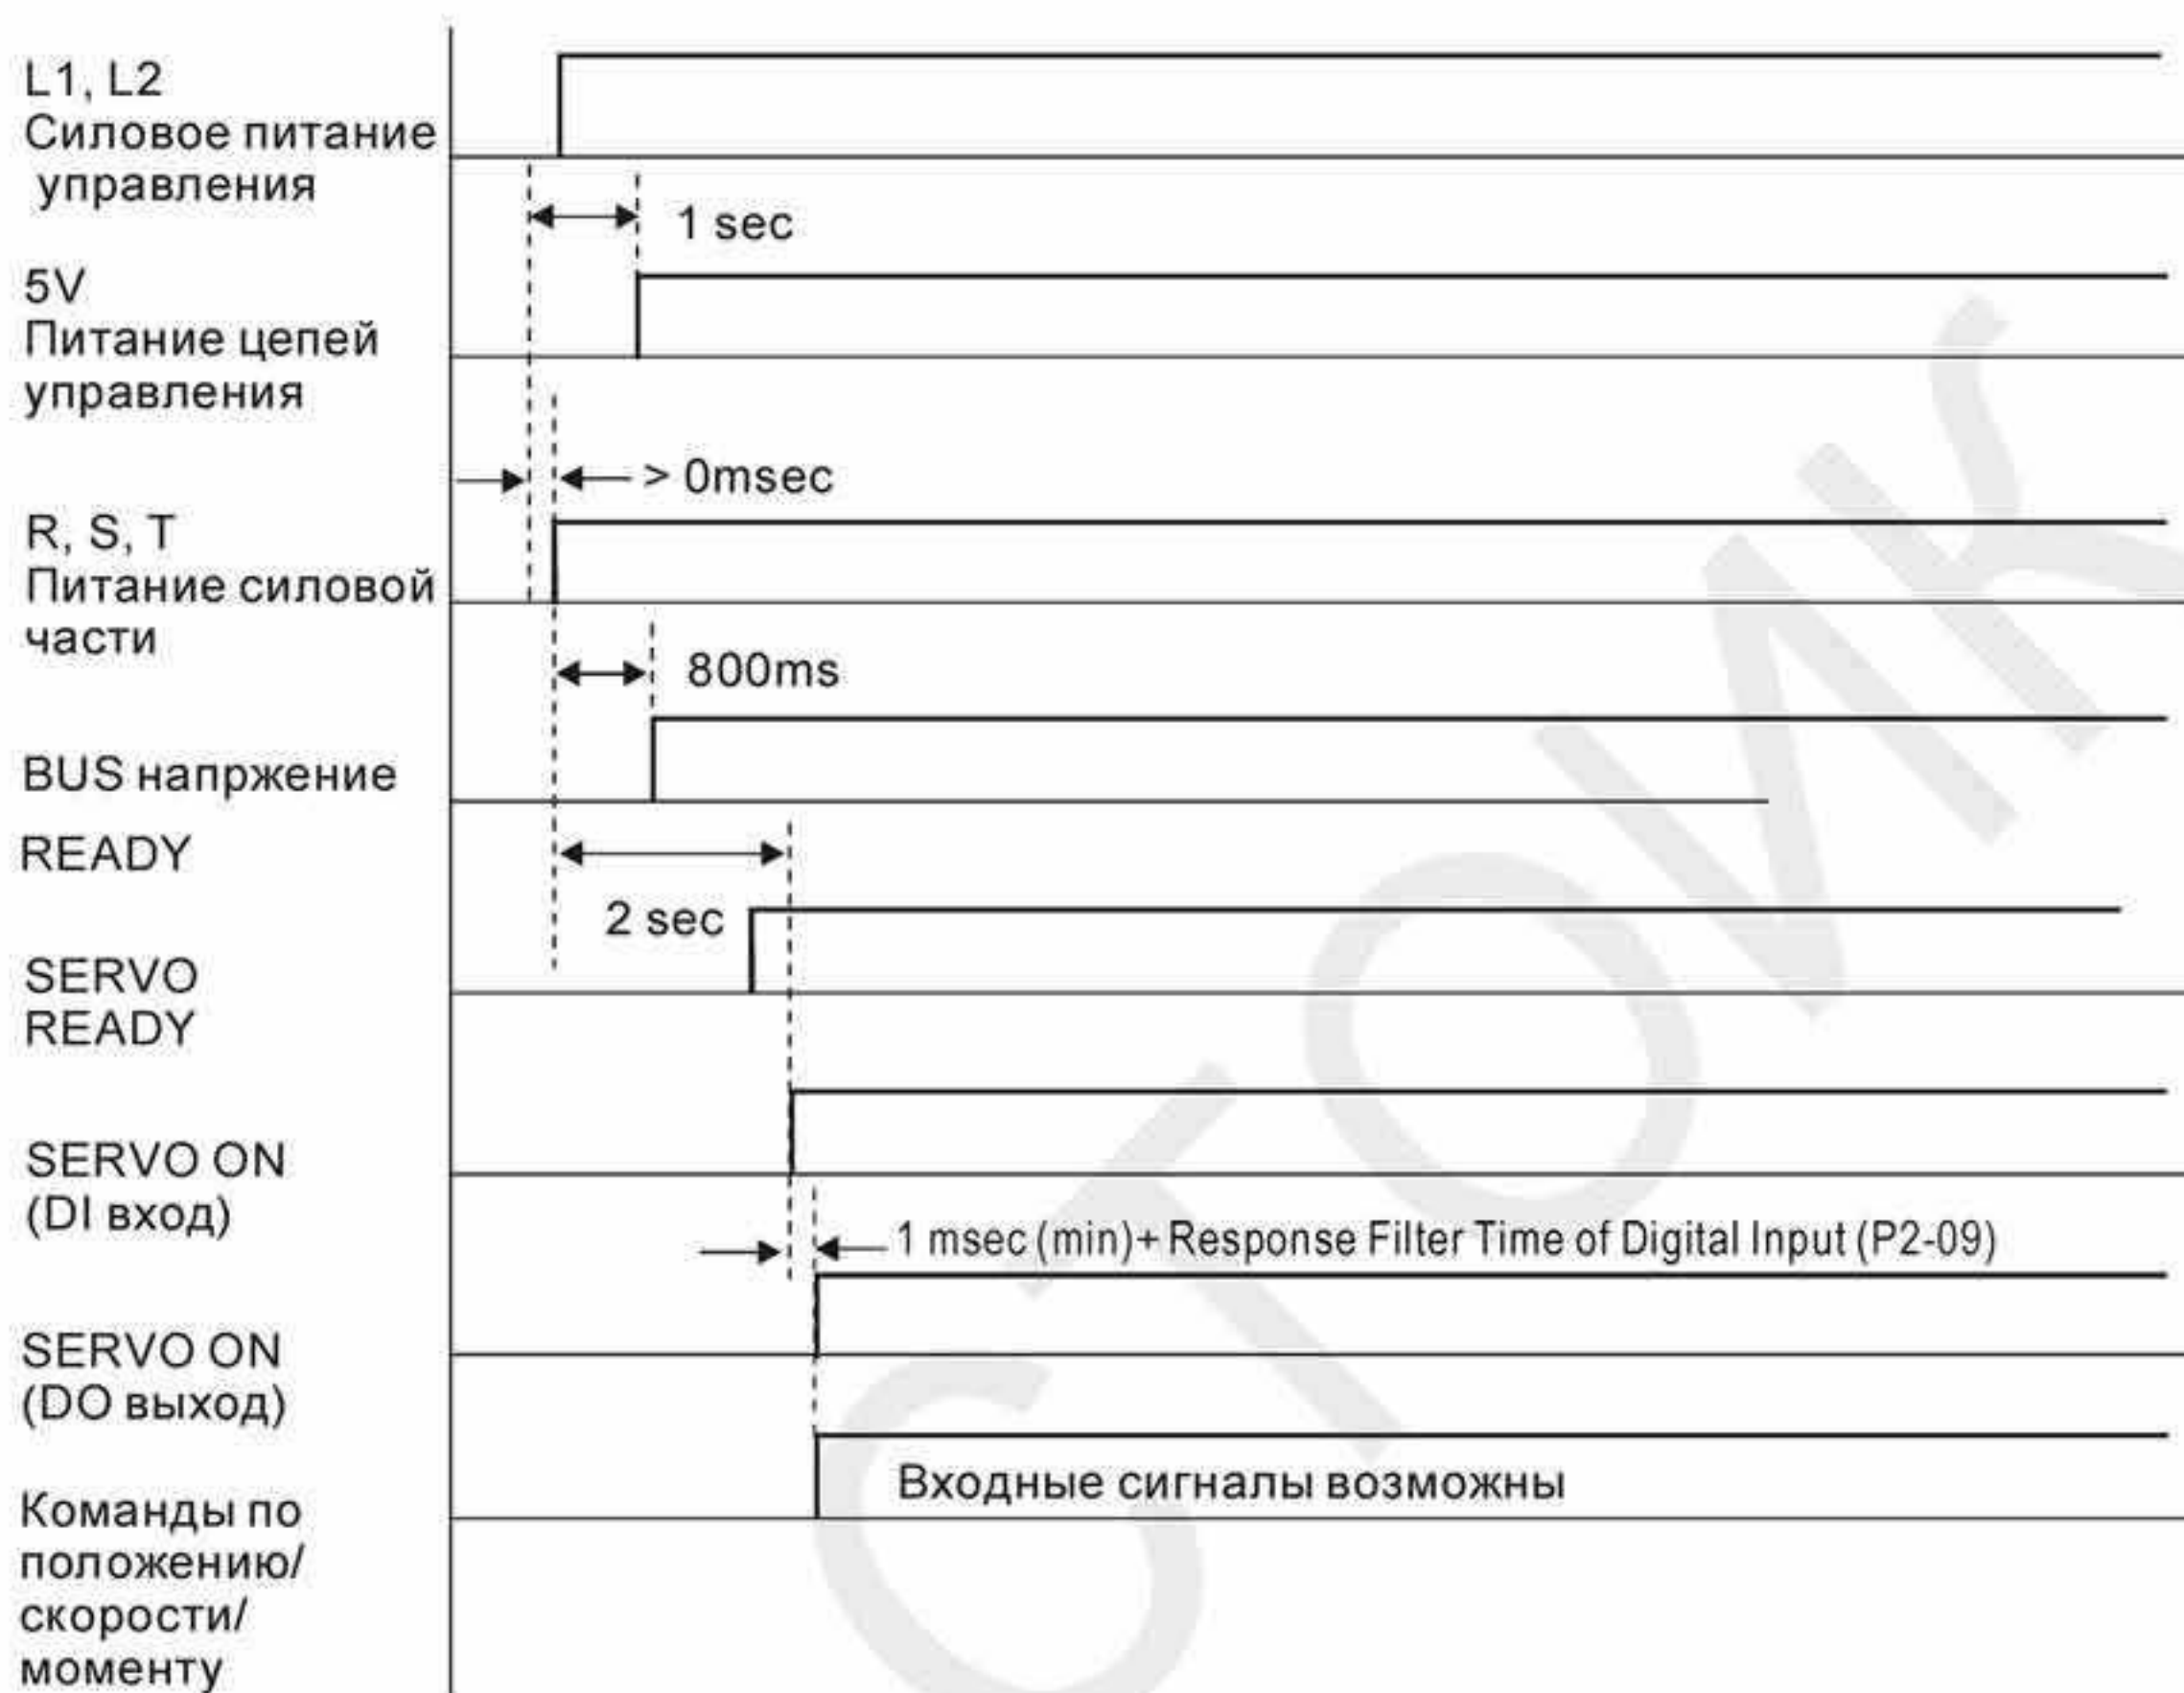 L1, L2
Силовое питание
управления
1 sec
5V
Питание цепей
управления
> 0msec
R, S, T
Питание силовой
части
800ms
BUS напржение
READY
2 sec
SERVO
READY
SERVO ON
(DI вход)
1 msec (min)+ Response Filter Time of Digital Input (P2-09)
SERVO ON
(DO выход)
Входные сигналы возможны
Команды по
положению/
скорости/
моменту
СТОИК